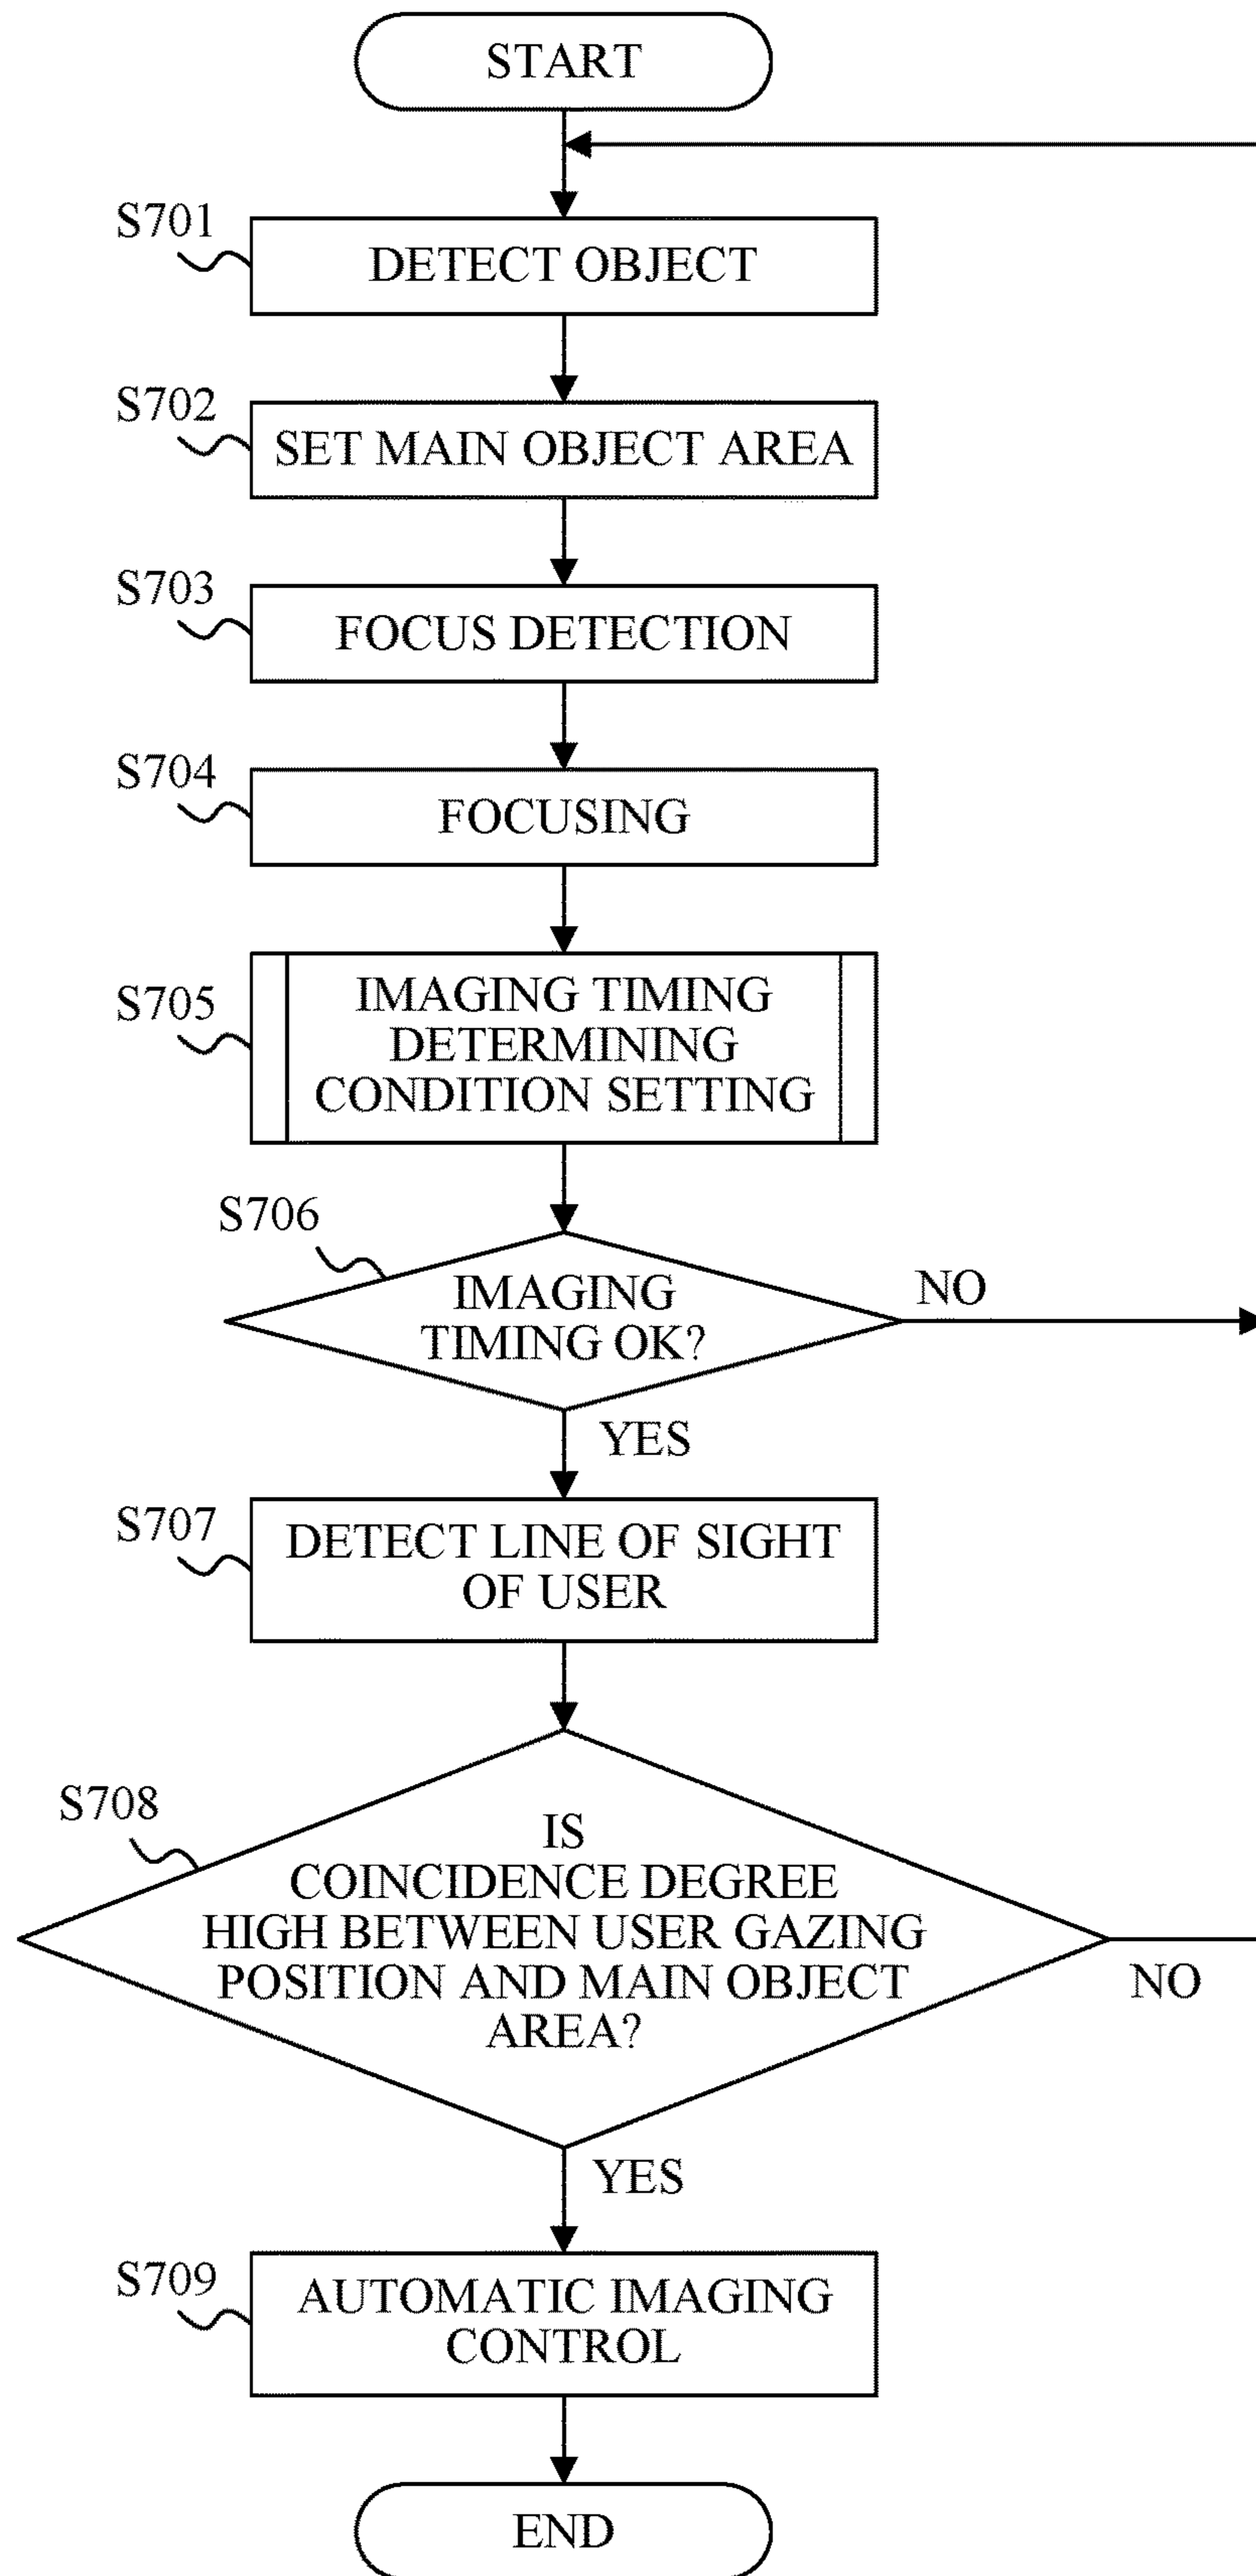 START
S701
DETECT OBJECT
S702
SET MAIN OBJECT AREA
S703
FOCUS DETECTION
S704
FOCUSING
S705
IMAGING TIMING
DETERMINING
CONDITION SETTING
S706
IMAGING
TIMING OK?
NO
YES
S707
DETECT LINE OF SIGHT
OF USER
S708
IS
COINCIDENCE DEGREE
HIGH BETWEEN USER GAZING
POSITION AND MAIN OBJECT
AREA?
NO
YES
S709
AUTOMATIC IMAGING
CONTROL
END